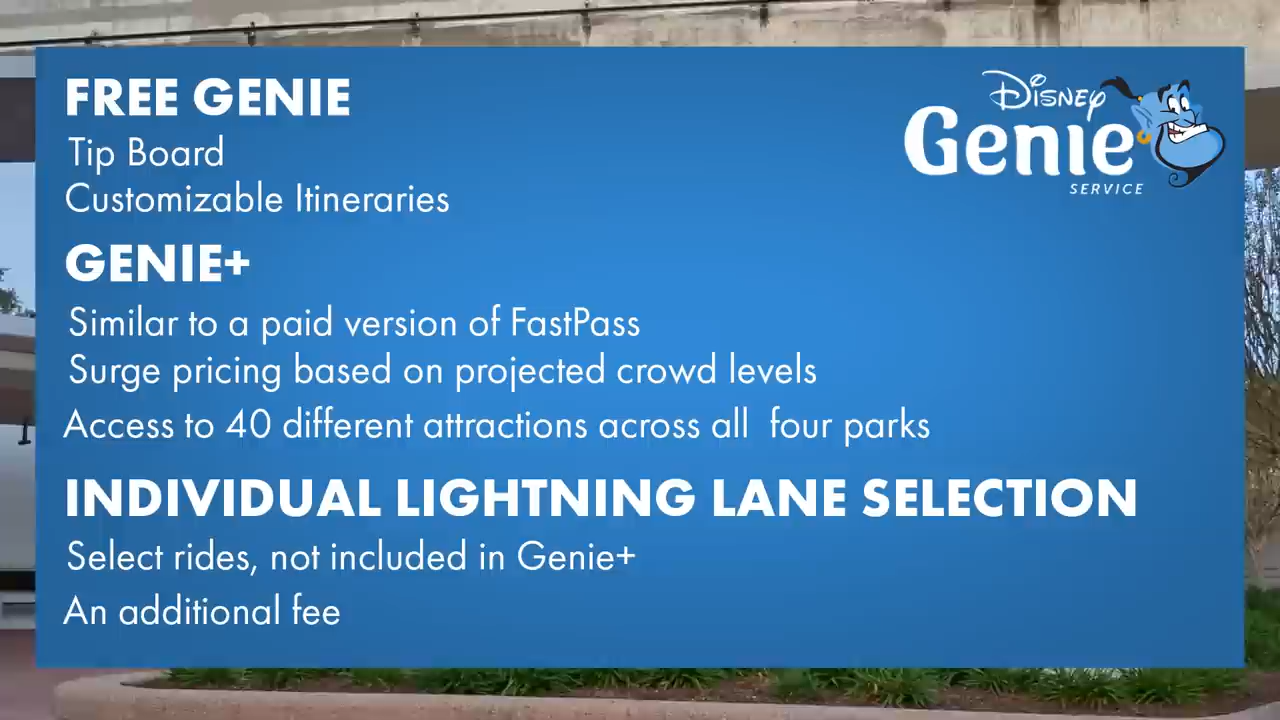 FREE GENIE
Tip Board
Customizable Itineraries
DISNEY
Genie
SERVICE
GENIE+
Similar to a paid version of FastPass
Surge pricing based on projected crowd levels
Access to 40 different attractions across all four parks
INDIVIDUAL LIGHTNING LANE SELECTION
Select rides, not included in Genie+
An additional fee